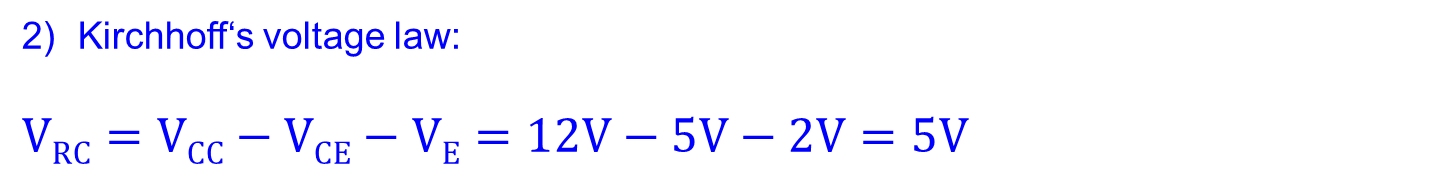 2) Kirchhoff‘s voltage law:
V_RC = V_CC − V_CE − V_E = 12V − 5V − 2V = 5V